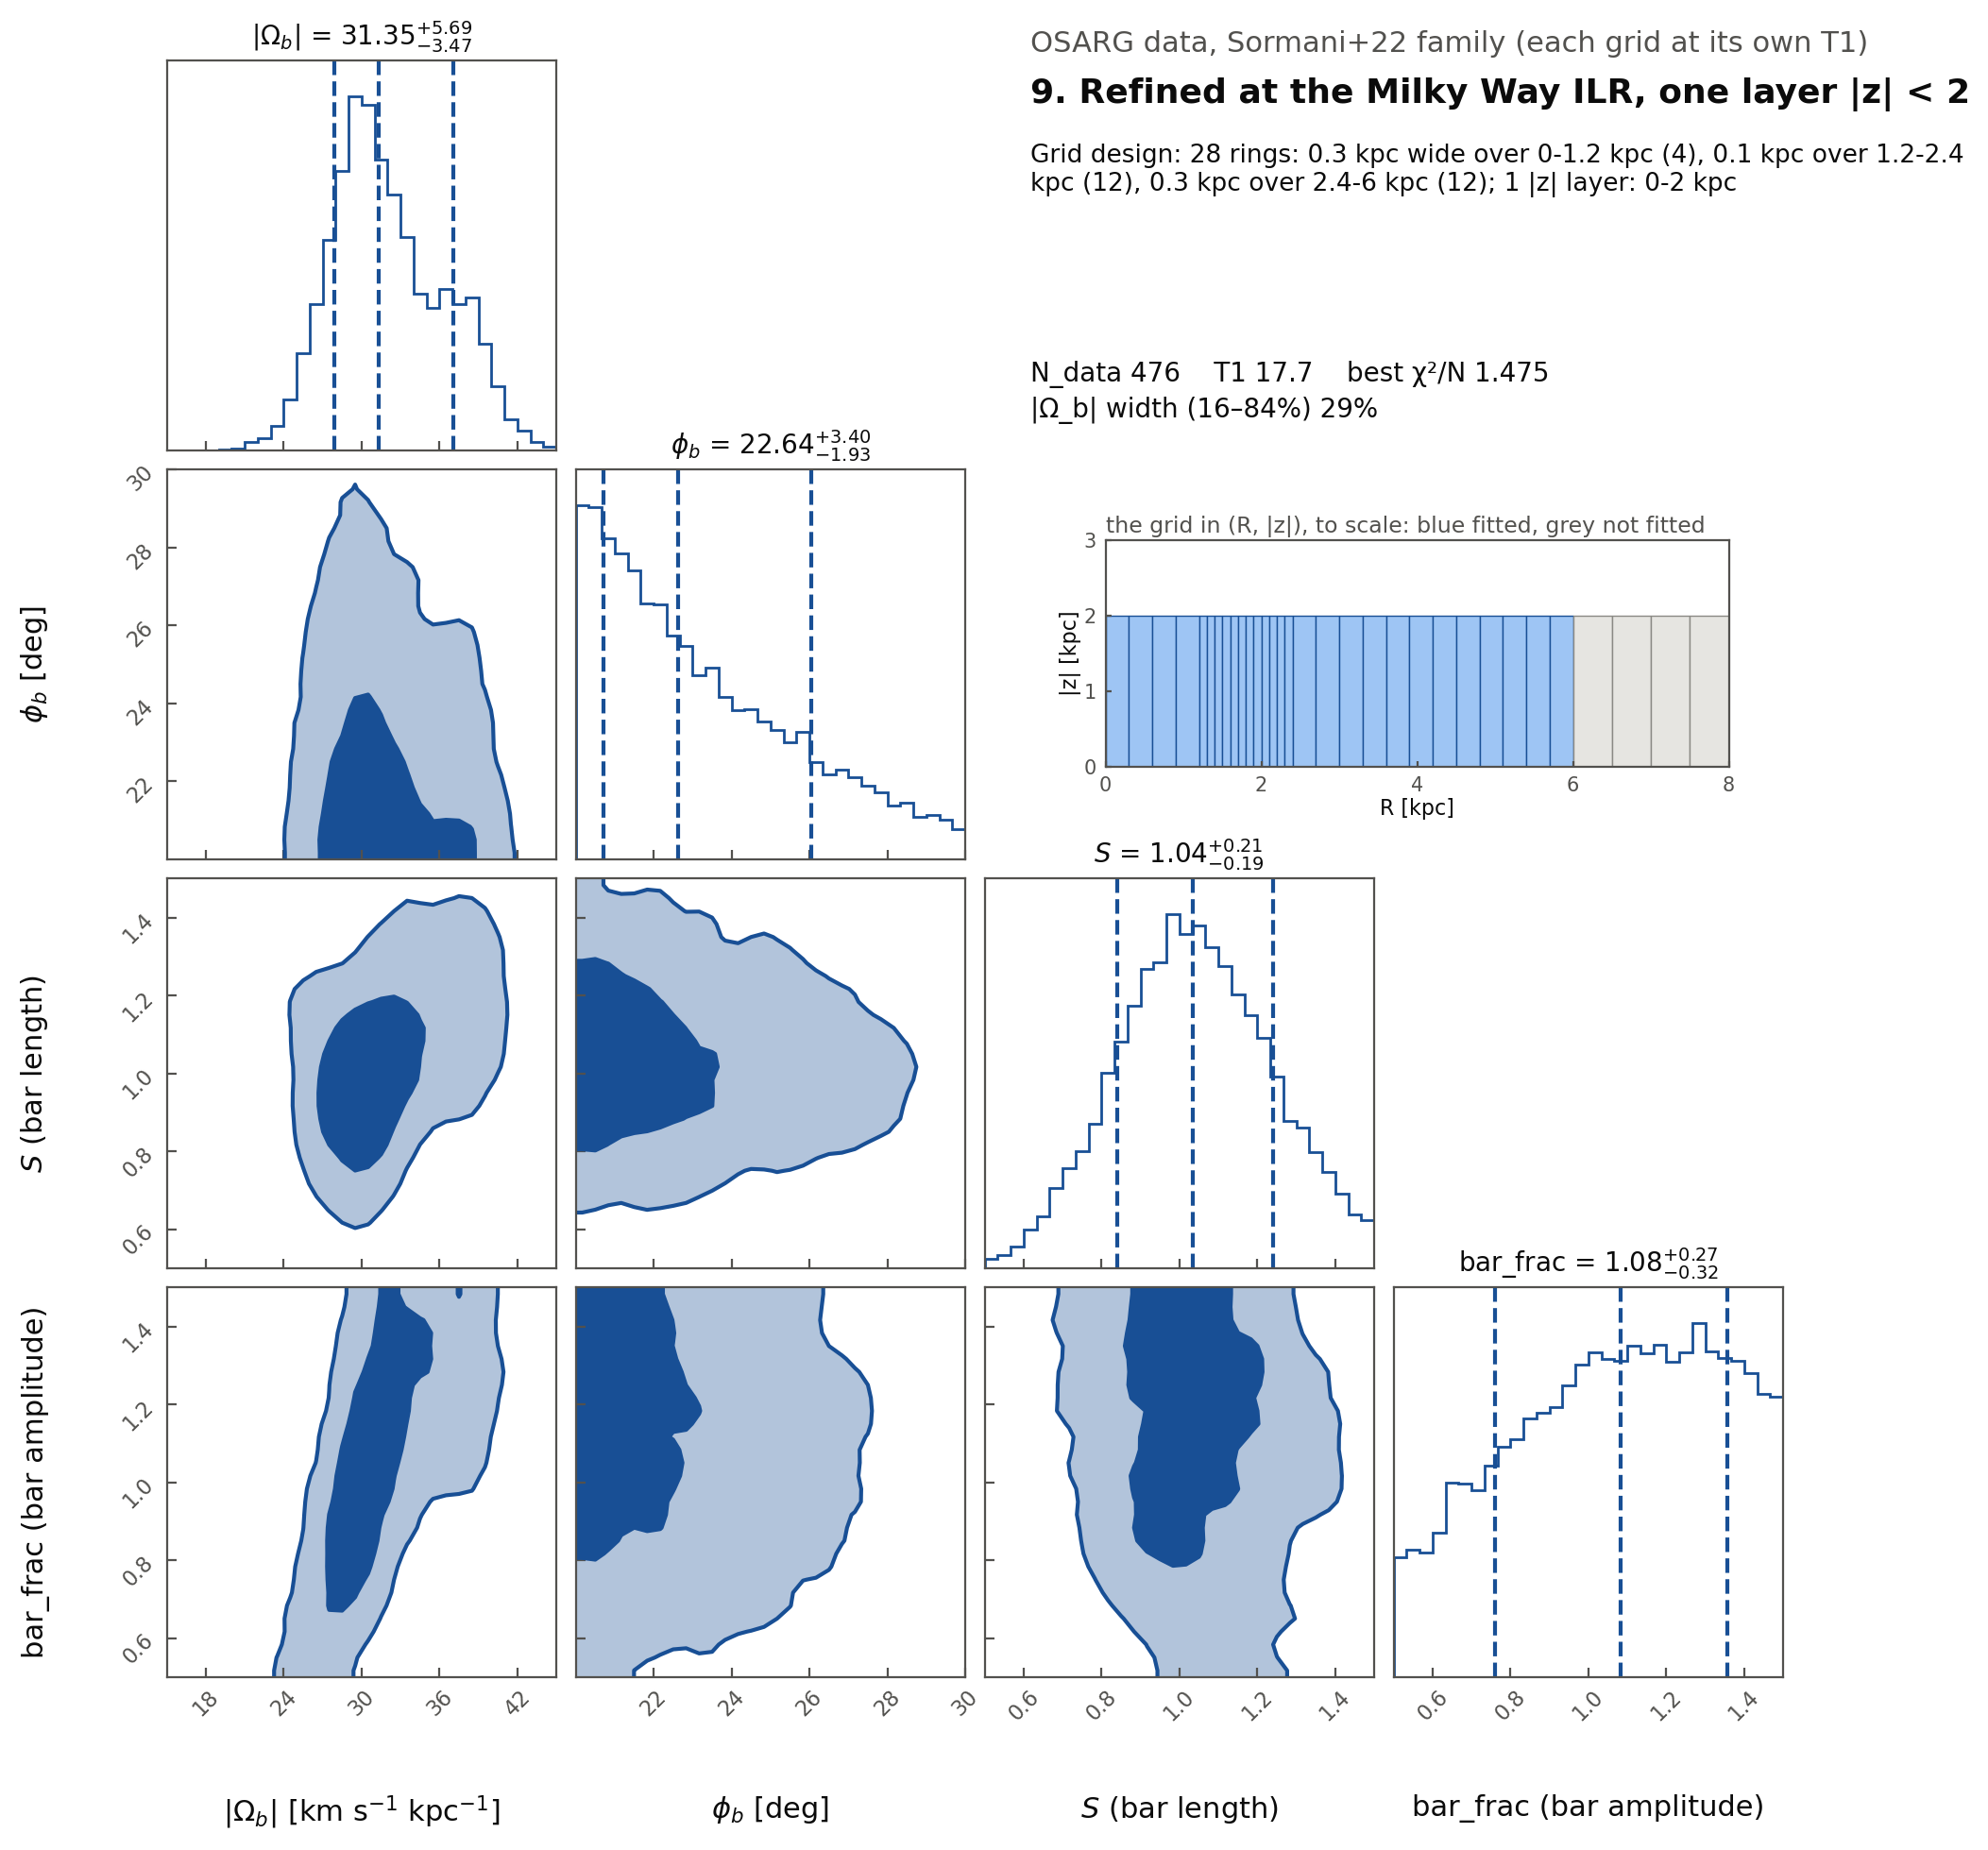 |Ω_b| = 31.35^{+5.69}_{−3.47}
OSARG data, Sormani+22 family (each grid at its own T1)
9. Refined at the Milky Way ILR, one layer |z| < 2
Grid design: 28 rings: 0.3 kpc wide over 0-1.2 kpc (4), 0.1 kpc over 1.2-2.4
kpc (12), 0.3 kpc over 2.4-6 kpc (12); 1 |z| layer: 0-2 kpc
N_data 476 T1 17.7 best χ²/N 1.475
|Ω_b| width (16–84%) 29%
ϕ_b = 22.64^{+3.40}_{−1.93}
30
28
26
24
22
ϕ_b [deg]
the grid in (R, |z|), to scale: blue fitted, grey not fitted
3
2
1
0
|z| [kpc]
0 2 4 6 8
R [kpc]
S = 1.04^{+0.21}_{−0.19}
1.4
1.2
1.0
0.8
0.6
S (bar length)
bar_frac = 1.08^{+0.27}_{−0.32}
1.4
1.2
1.0
0.8
0.6
bar_frac (bar amplitude)
18 24 30 36 42
22 24 26 28 30
0.6 0.8 1.0 1.2 1.4
0.6 0.8 1.0 1.2 1.4
|Ω_b| [km s^{−1} kpc^{−1}]
ϕ_b [deg]
S (bar length)
bar_frac (bar amplitude)